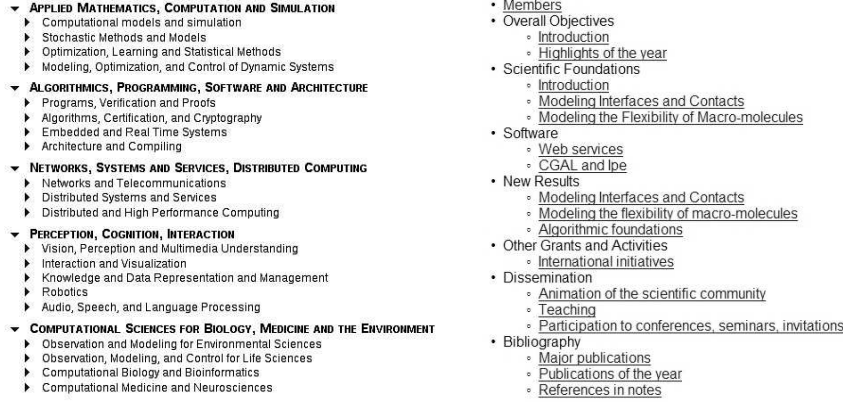 APPLIED MATHEMATICS, COMPUTATION AND SIMULATION
Computational models and simulation
Stochastic Methods and Models
Optimization, Learning and Statistical Methods
Modeling, Optimization, and Control of Dynamic Systems
ALGORITHMICS, PROGRAMMING, SOFTWARE AND ARCHITECTURE
Programs, Verification and Proofs
Algorithms, Certification, and Cryptography
Embedded and Real Time Systems
Architecture and Compiling
NETWORKS, SYSTEMS AND SERVICES, DISTRIBUTED COMPUTING
Networks and Telecommunications
Distributed Systems and Services
Distributed and High Performance Computing
PERCEPTION, COGNITION, INTERACTION
Vision, Perception and Multimedia Understanding
Interaction and Visualization
Knowledge and Data Representation and Management
Robotics
Audio, Speech, and Language Processing
COMPUTATIONAL SCIENCES FOR BIOLOGY, MEDICINE AND THE ENVIRONMENT
Observation and Modeling for Environmental Sciences
Observation, Modeling, and Control for Life Sciences
Computational Biology and Bioinformatics
Computational Medicine and Neurosciences
Members
Overall Objectives
Introduction
Highlights of the year
Scientific Foundations
Introduction
Modeling Interfaces and Contacts
Modeling the Flexibility of Macro-molecules
Software
Web services
CGAL and Ipe
New Results
Modeling Interfaces and Contacts
Modeling the flexibility of macro-molecules
Algorithmic foundations
Other Grants and Activities
International initiatives
Dissemination
Animation of the scientific community
Teaching
Participation to conferences, seminars, invitations
Bibliography
Major publications
Publications of the year
References in notes